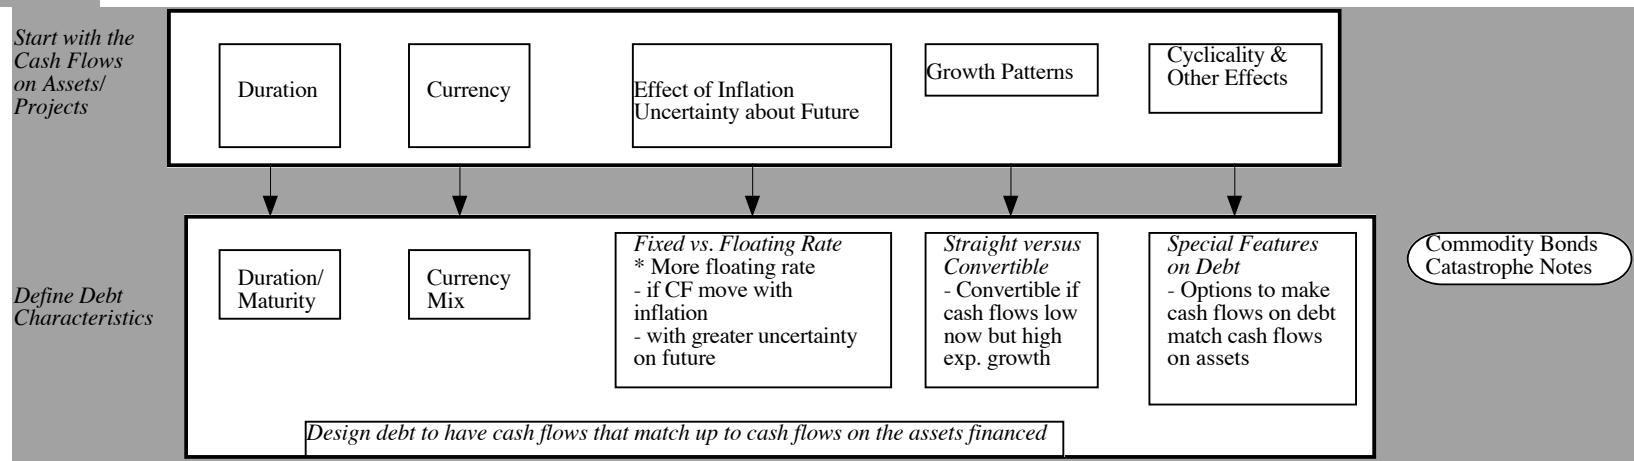 Start with the
Cash Flows
on Assets/
Projects
Duration
Currency
Effect of Inflation
Uncertainty about Future
Growth Patterns
Cyclicality &
Other Effects
Define Debt
Characteristics
Duration/
Maturity
Currency
Mix
Fixed vs. Floating Rate
* More floating rate
- if CF move with
inflation
- with greater uncertainty
on future
Straight versus
Convertible
- Convertible if
cash flows low
now but high
exp. growth
Special Features
on Debt
- Options to make
cash flows on debt
match cash flows
on assets
Commodity Bonds
Catastrophe Notes
Design debt to have cash flows that match up to cash flows on the assets financed